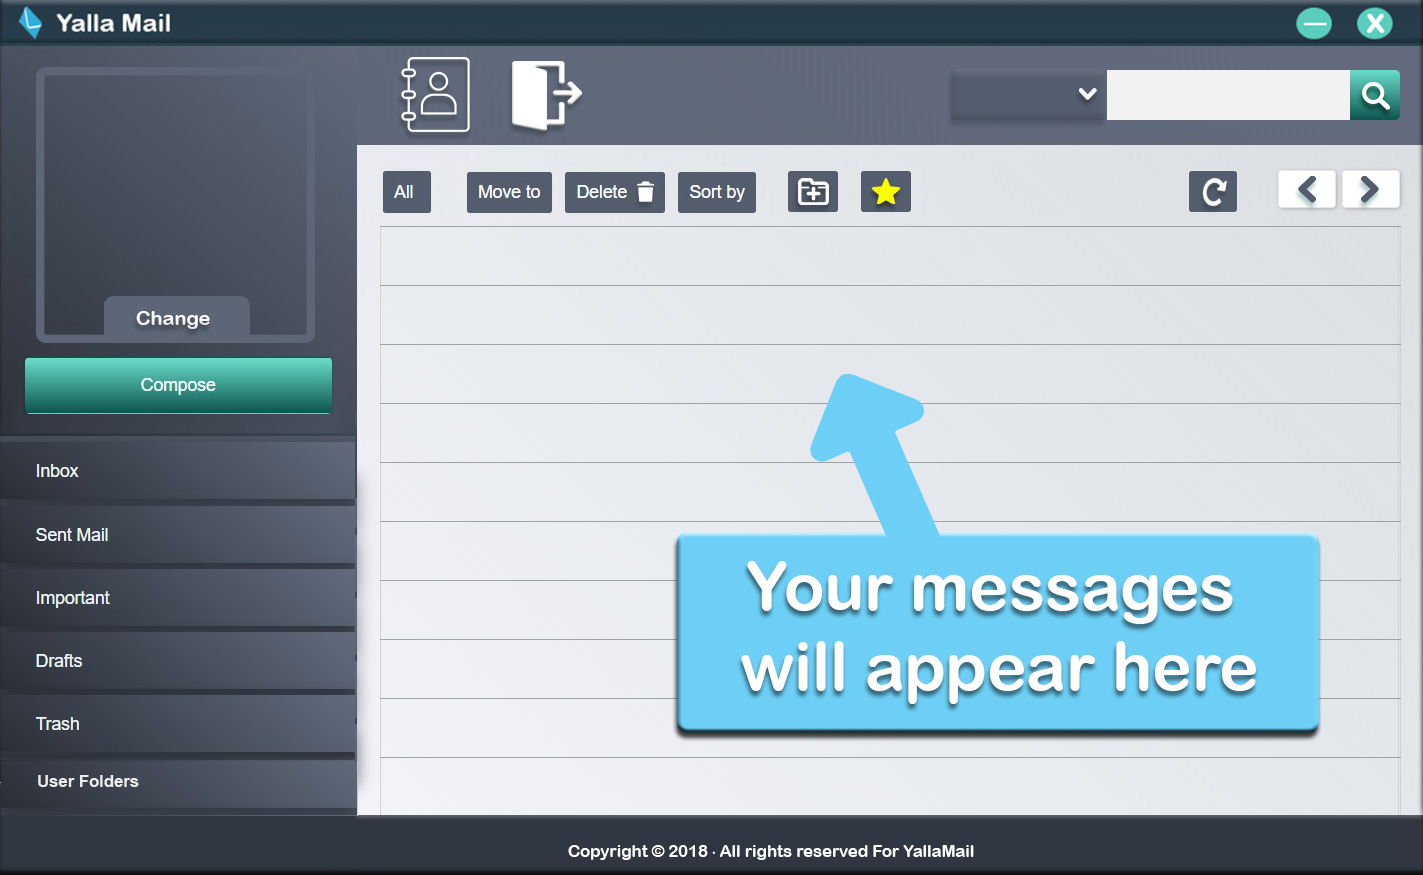 Yalla Mail
Change
Compose
Inbox
Sent Mail
Important
Drafts
Trash
User Folders
All
Move to
Delete
Sort by
Your messages
will appear here
Copyright © 2018 · All rights reserved For YallaMail